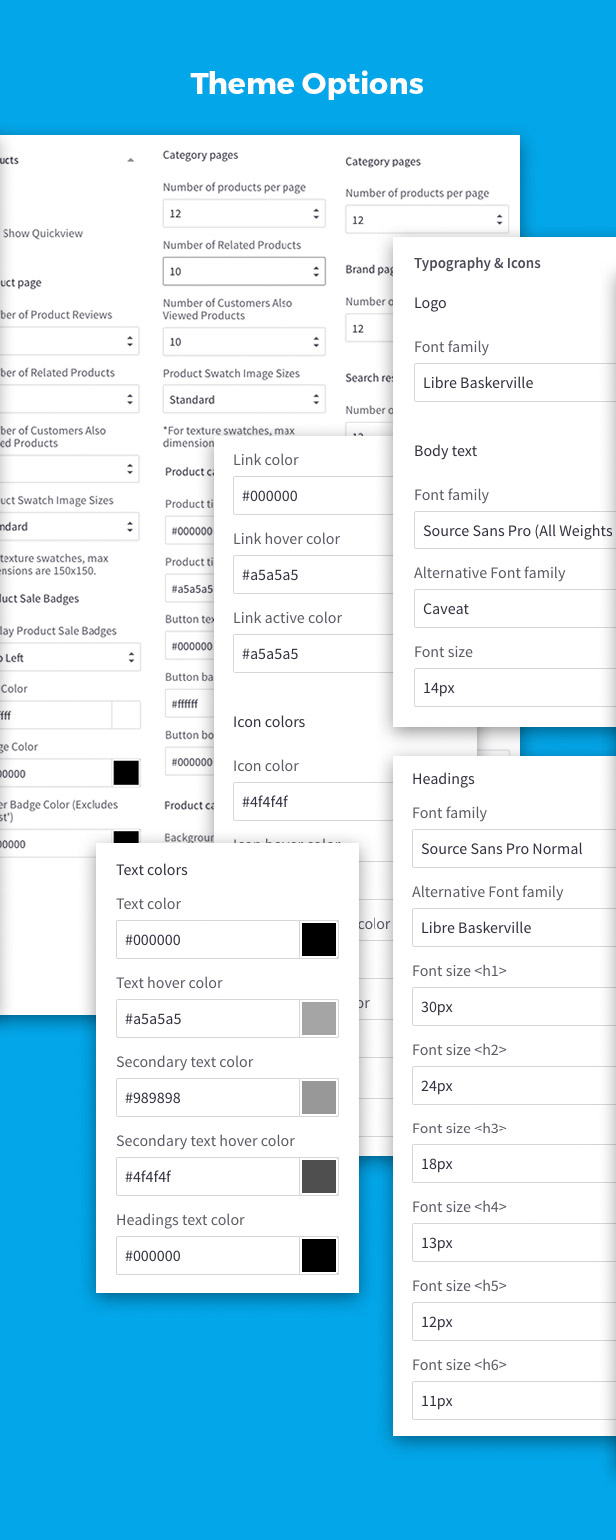 Theme Options
ucts
Show Quickview
uct page
ber of Product Reviews
ber of Related Products
ber of Customers Also
ed Products
uct Swatch Image Sizes
ndard
texture swatches, max
ensions are 150x150.
duct Sale Badges
lay Product Sale Badges
Left
Color
ffff
ge Color
00000
er Badge Color (Excludes
st')
00000
Category pages
Number of products per page
12
Number of Related Products
10
Number of Customers Also
Viewed Products
10
Product Swatch Image Sizes
Standard
*For texture swatches, max
dimension
Product ca
Product ti
#000000
Product ti
#a5a5a5
Button tex
#000000
Button ba
#ffffff
Button bo
#000000
Product ca
Backgroun
Category pages
Number of products per page
12
Brand pag
Number o
12
Search res
Number o
12
Link color
#000000
Link hover color
#a5a5a5
Link active color
#a5a5a5
Icon colors
Icon color
#4f4f4f
Icon hover color
color
or
Typography & Icons
Logo
Font family
Libre Baskerville
Body text
Font family
Source Sans Pro (All Weights
Alternative Font family
Caveat
Font size
14px
Text colors
Text color
#000000
Text hover color
#a5a5a5
Secondary text color
#989898
Secondary text hover color
#4f4f4f
Headings text color
#000000
Headings
Font family
Source Sans Pro Normal
Alternative Font family
Libre Baskerville
Font size <h1>
30px
Font size <h2>
24px
Font size <h3>
18px
Font size <h4>
13px
Font size <h5>
12px
Font size <h6>
11px